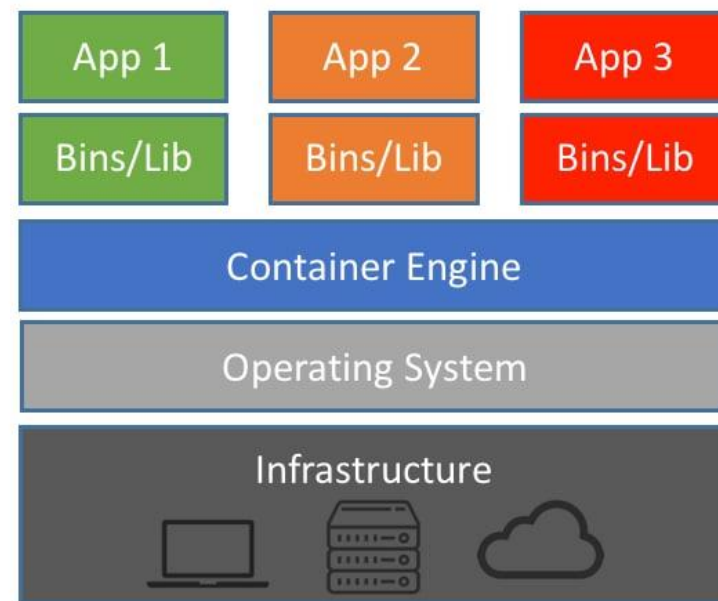 App 1
App 2
App 3
Bins/Lib
Bins/Lib
Bins/Lib
Container Engine
Operating System
Infrastructure